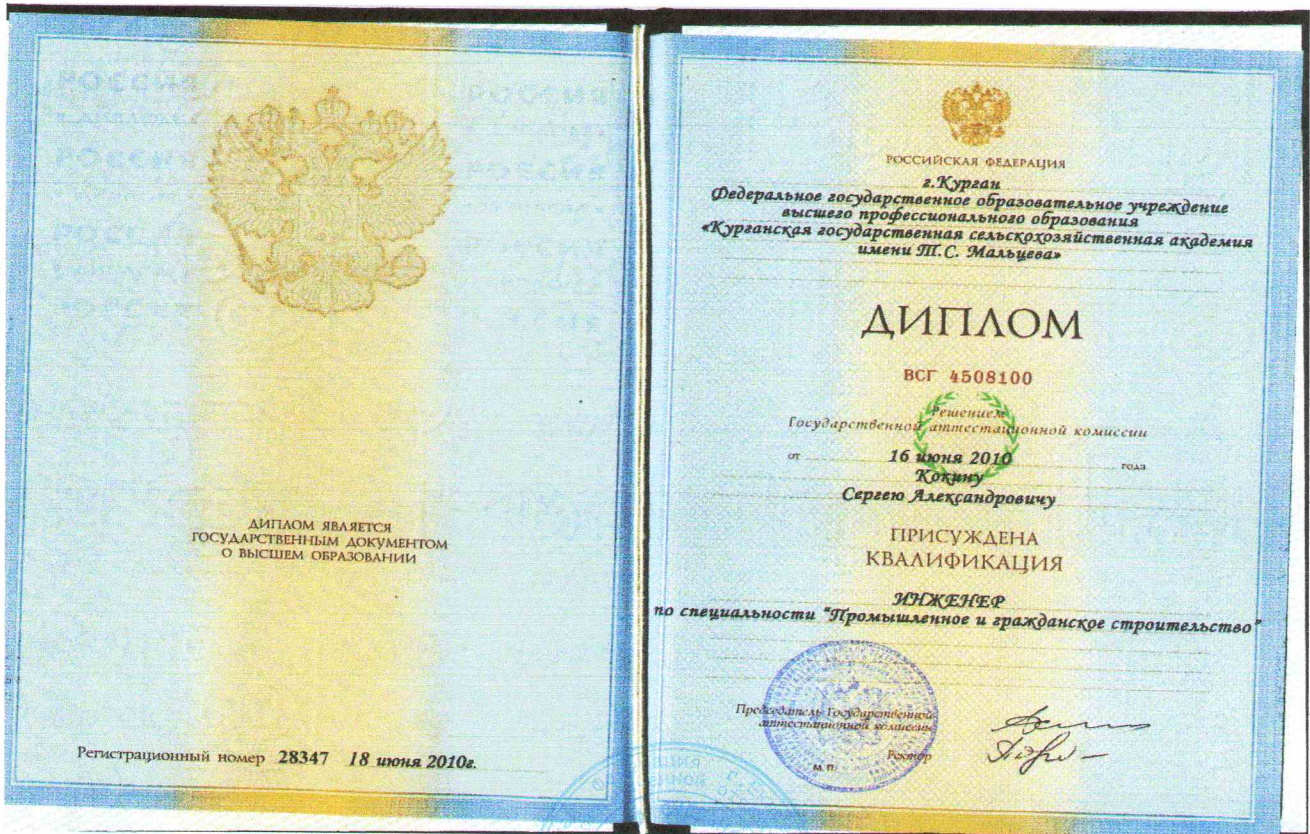 ДИПЛОМ ЯВЛЯЕТСЯ
ГОСУДАРСТВЕННЫМ ДОКУМЕНТОМ
О ВЫСШЕМ ОБРАЗОВАНИИ
Регистрационный номер 28347 18 июня 2010г.
РОССИЙСКАЯ ФЕДЕРАЦИЯ
г.Курган
Федеральное государственное образовательное учреждение
высшего профессионального образования
«Курганская государственная сельскохозяйственная академия
имени Т.С. Мальцева»
ДИПЛОМ
ВСГ 4508100
Решением
Государственной аттестационной комиссии
от 16 июня 2010 года
Кокину
Сергею Александровичу
ПРИСУЖДЕНА
КВАЛИФИКАЦИЯ
ИНЖЕНЕР
по специальности "Промышленное и гражданское строительство"
Председатель Государственной
аттестационной комиссии
Ректор
М.П.